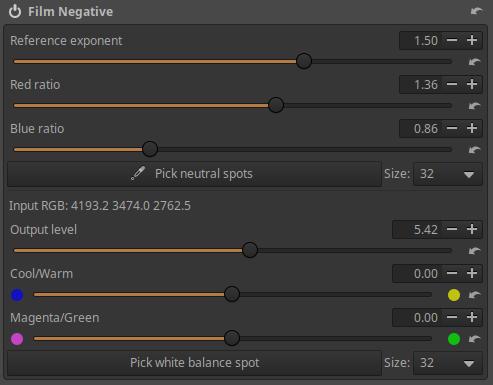 Film Negative
Reference exponent 1.50
Red ratio 1.36
Blue ratio 0.86
Pick neutral spots Size: 32
Input RGB: 4193.2 3474.0 2762.5
Output level 5.42
Cool/Warm 0.00
Magenta/Green 0.00
Pick white balance spot Size: 32